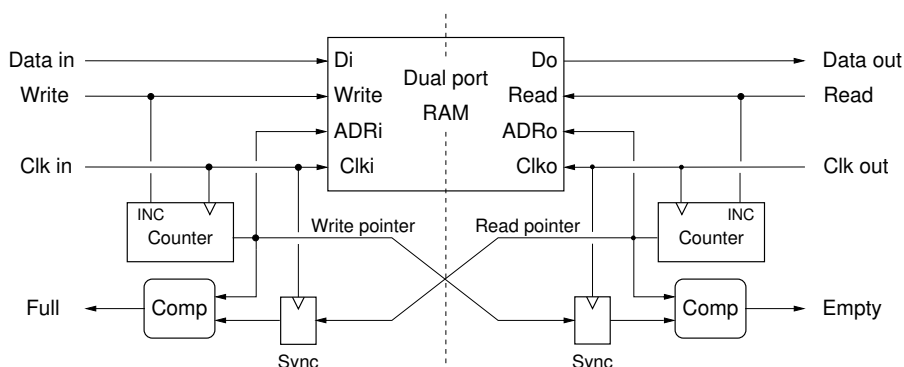 Data in
Di
Do
Data out
Dual port
Write
Write
Read
Read
RAM
ADRi
ADRo
Clk in
Clki
Clko
Clk out
INC
INC
Counter
Write pointer
Read pointer
Counter
Full
Comp
Comp
Empty
Sync
Sync